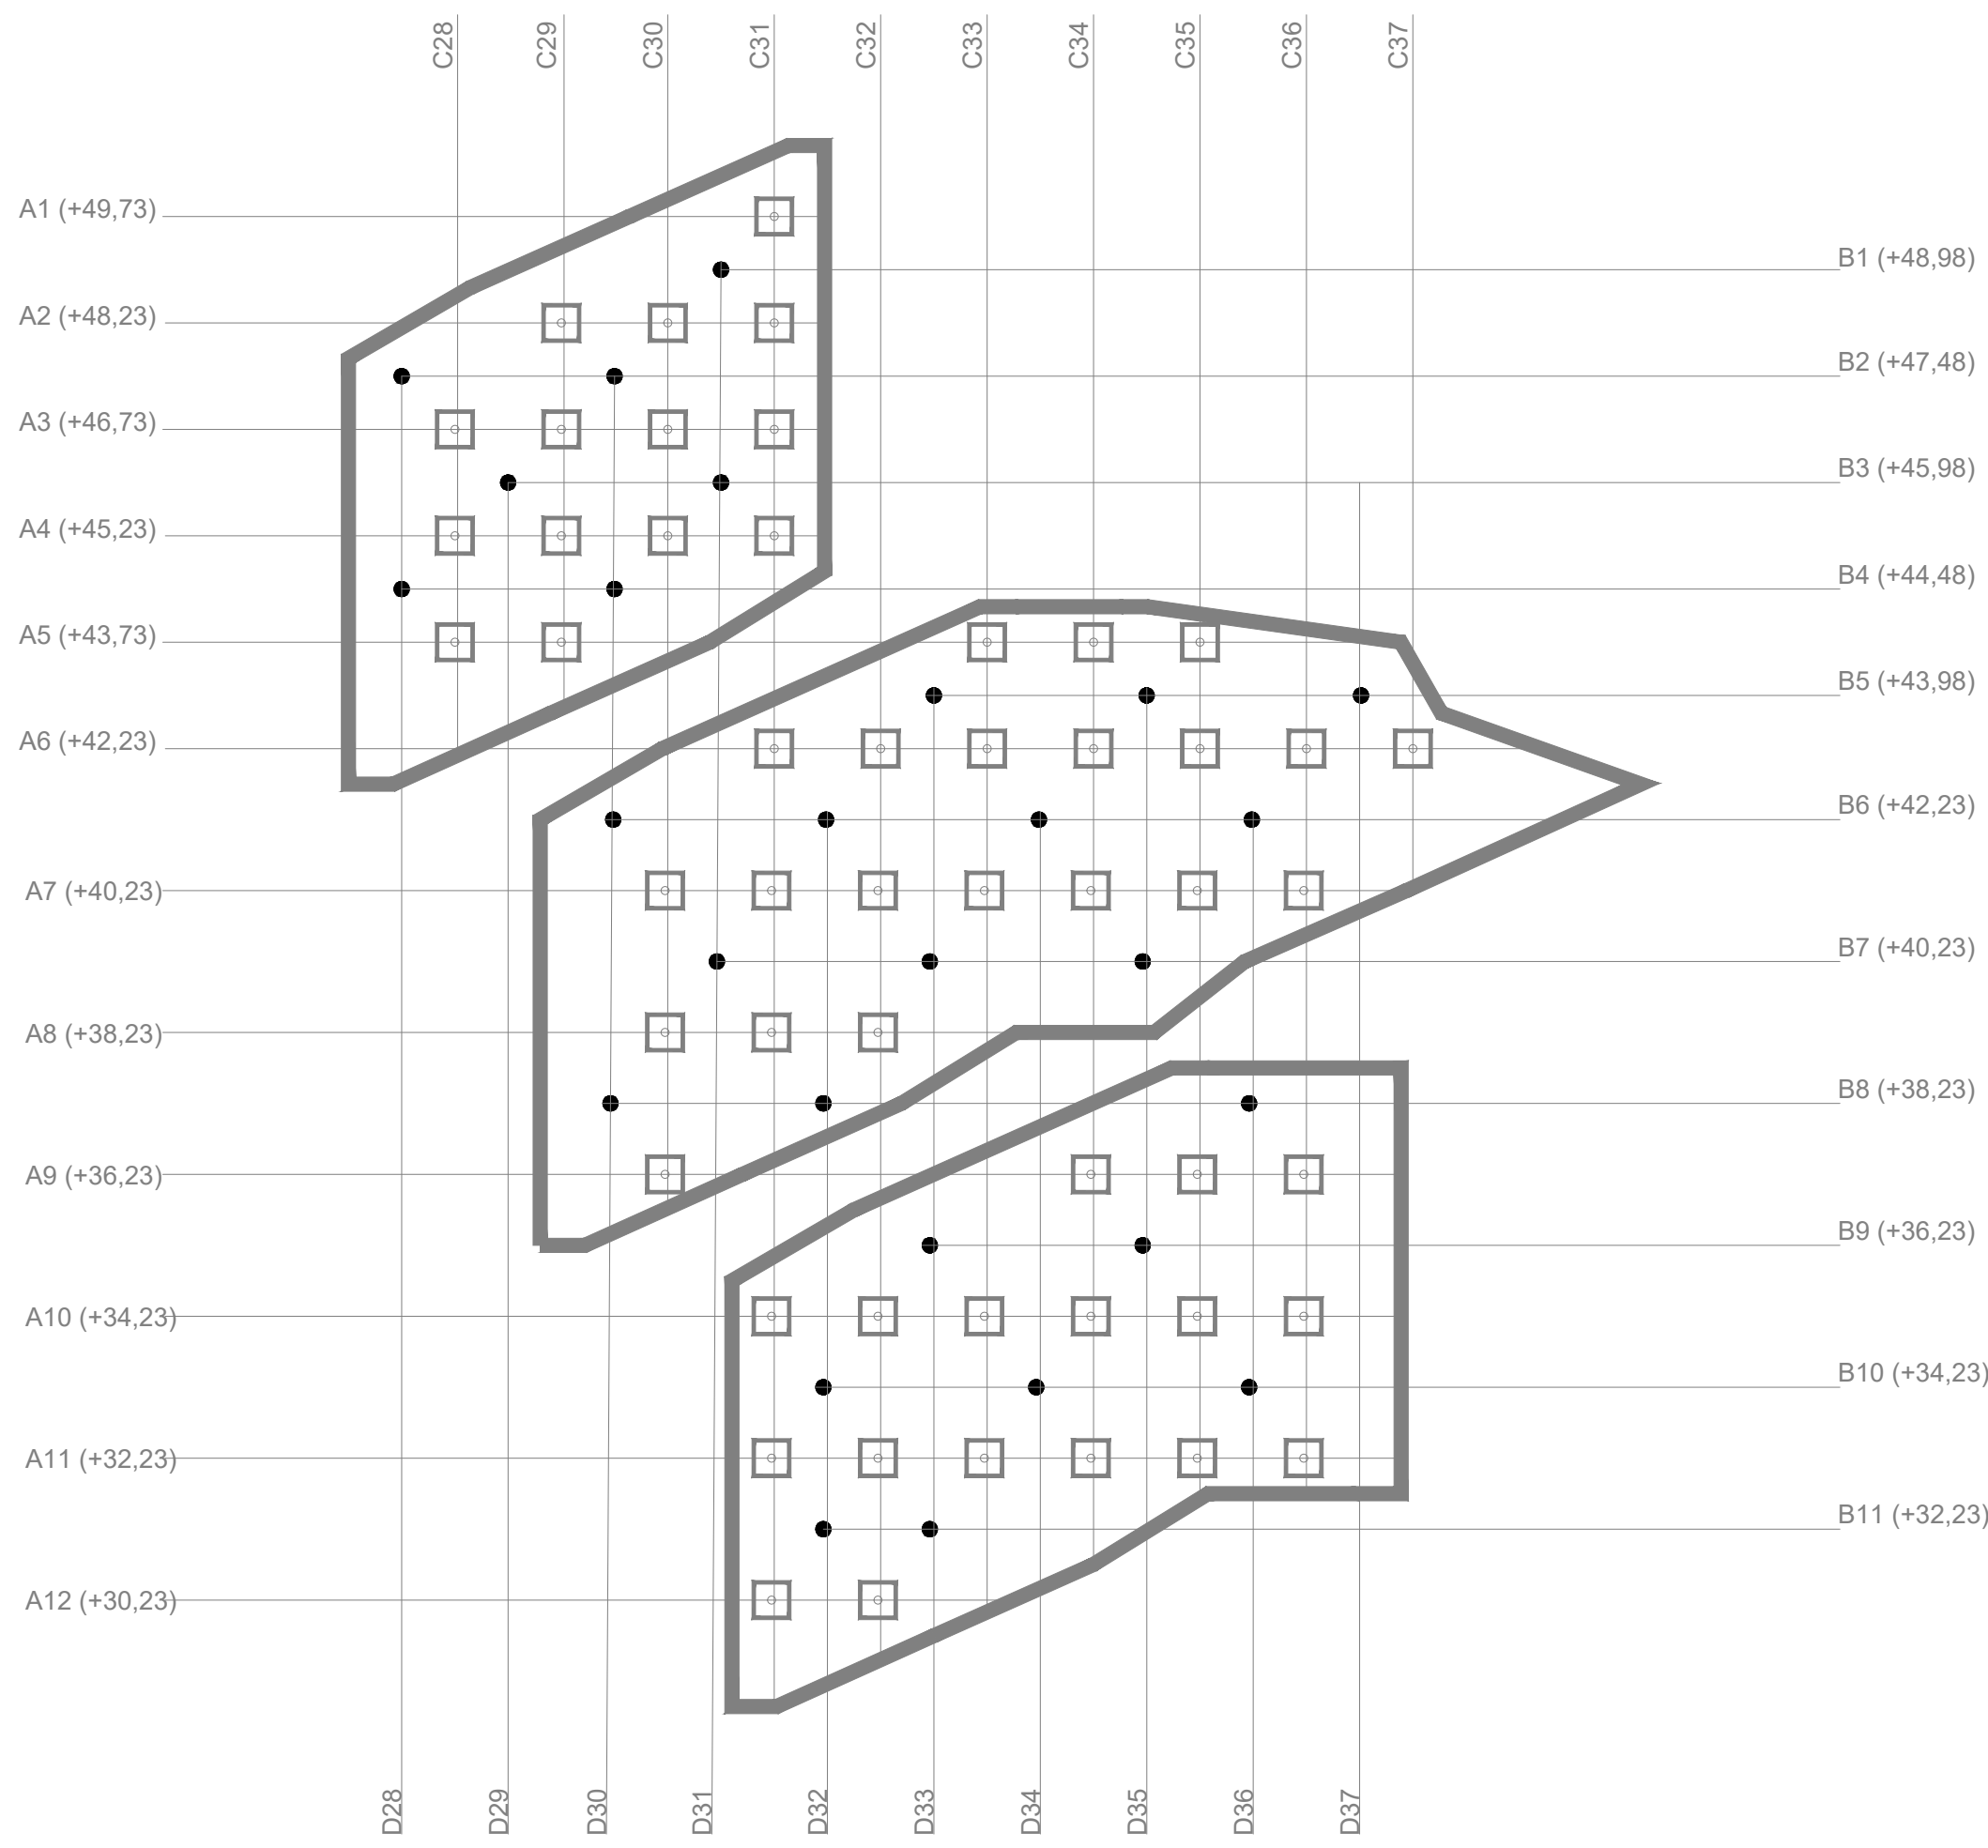 C28
C29
C30
C31
C32
C33
C34
C35
C36
C37
A1 (+49,73)
B1 (+48,98)
A2 (+48,23)
B2 (+47,48)
A3 (+46,73)
B3 (+45,98)
A4 (+45,23)
B4 (+44,48)
A5 (+43,73)
B5 (+43,98)
A6 (+42,23)
B6 (+42,23)
A7 (+40,23)
B7 (+40,23)
A8 (+38,23)
B8 (+38,23)
A9 (+36,23)
B9 (+36,23)
A10 (+34,23)
B10 (+34,23)
A11 (+32,23)
B11 (+32,23)
A12 (+30,23)
D28
D29
D30
D31
D32
D33
D34
D35
D36
D37